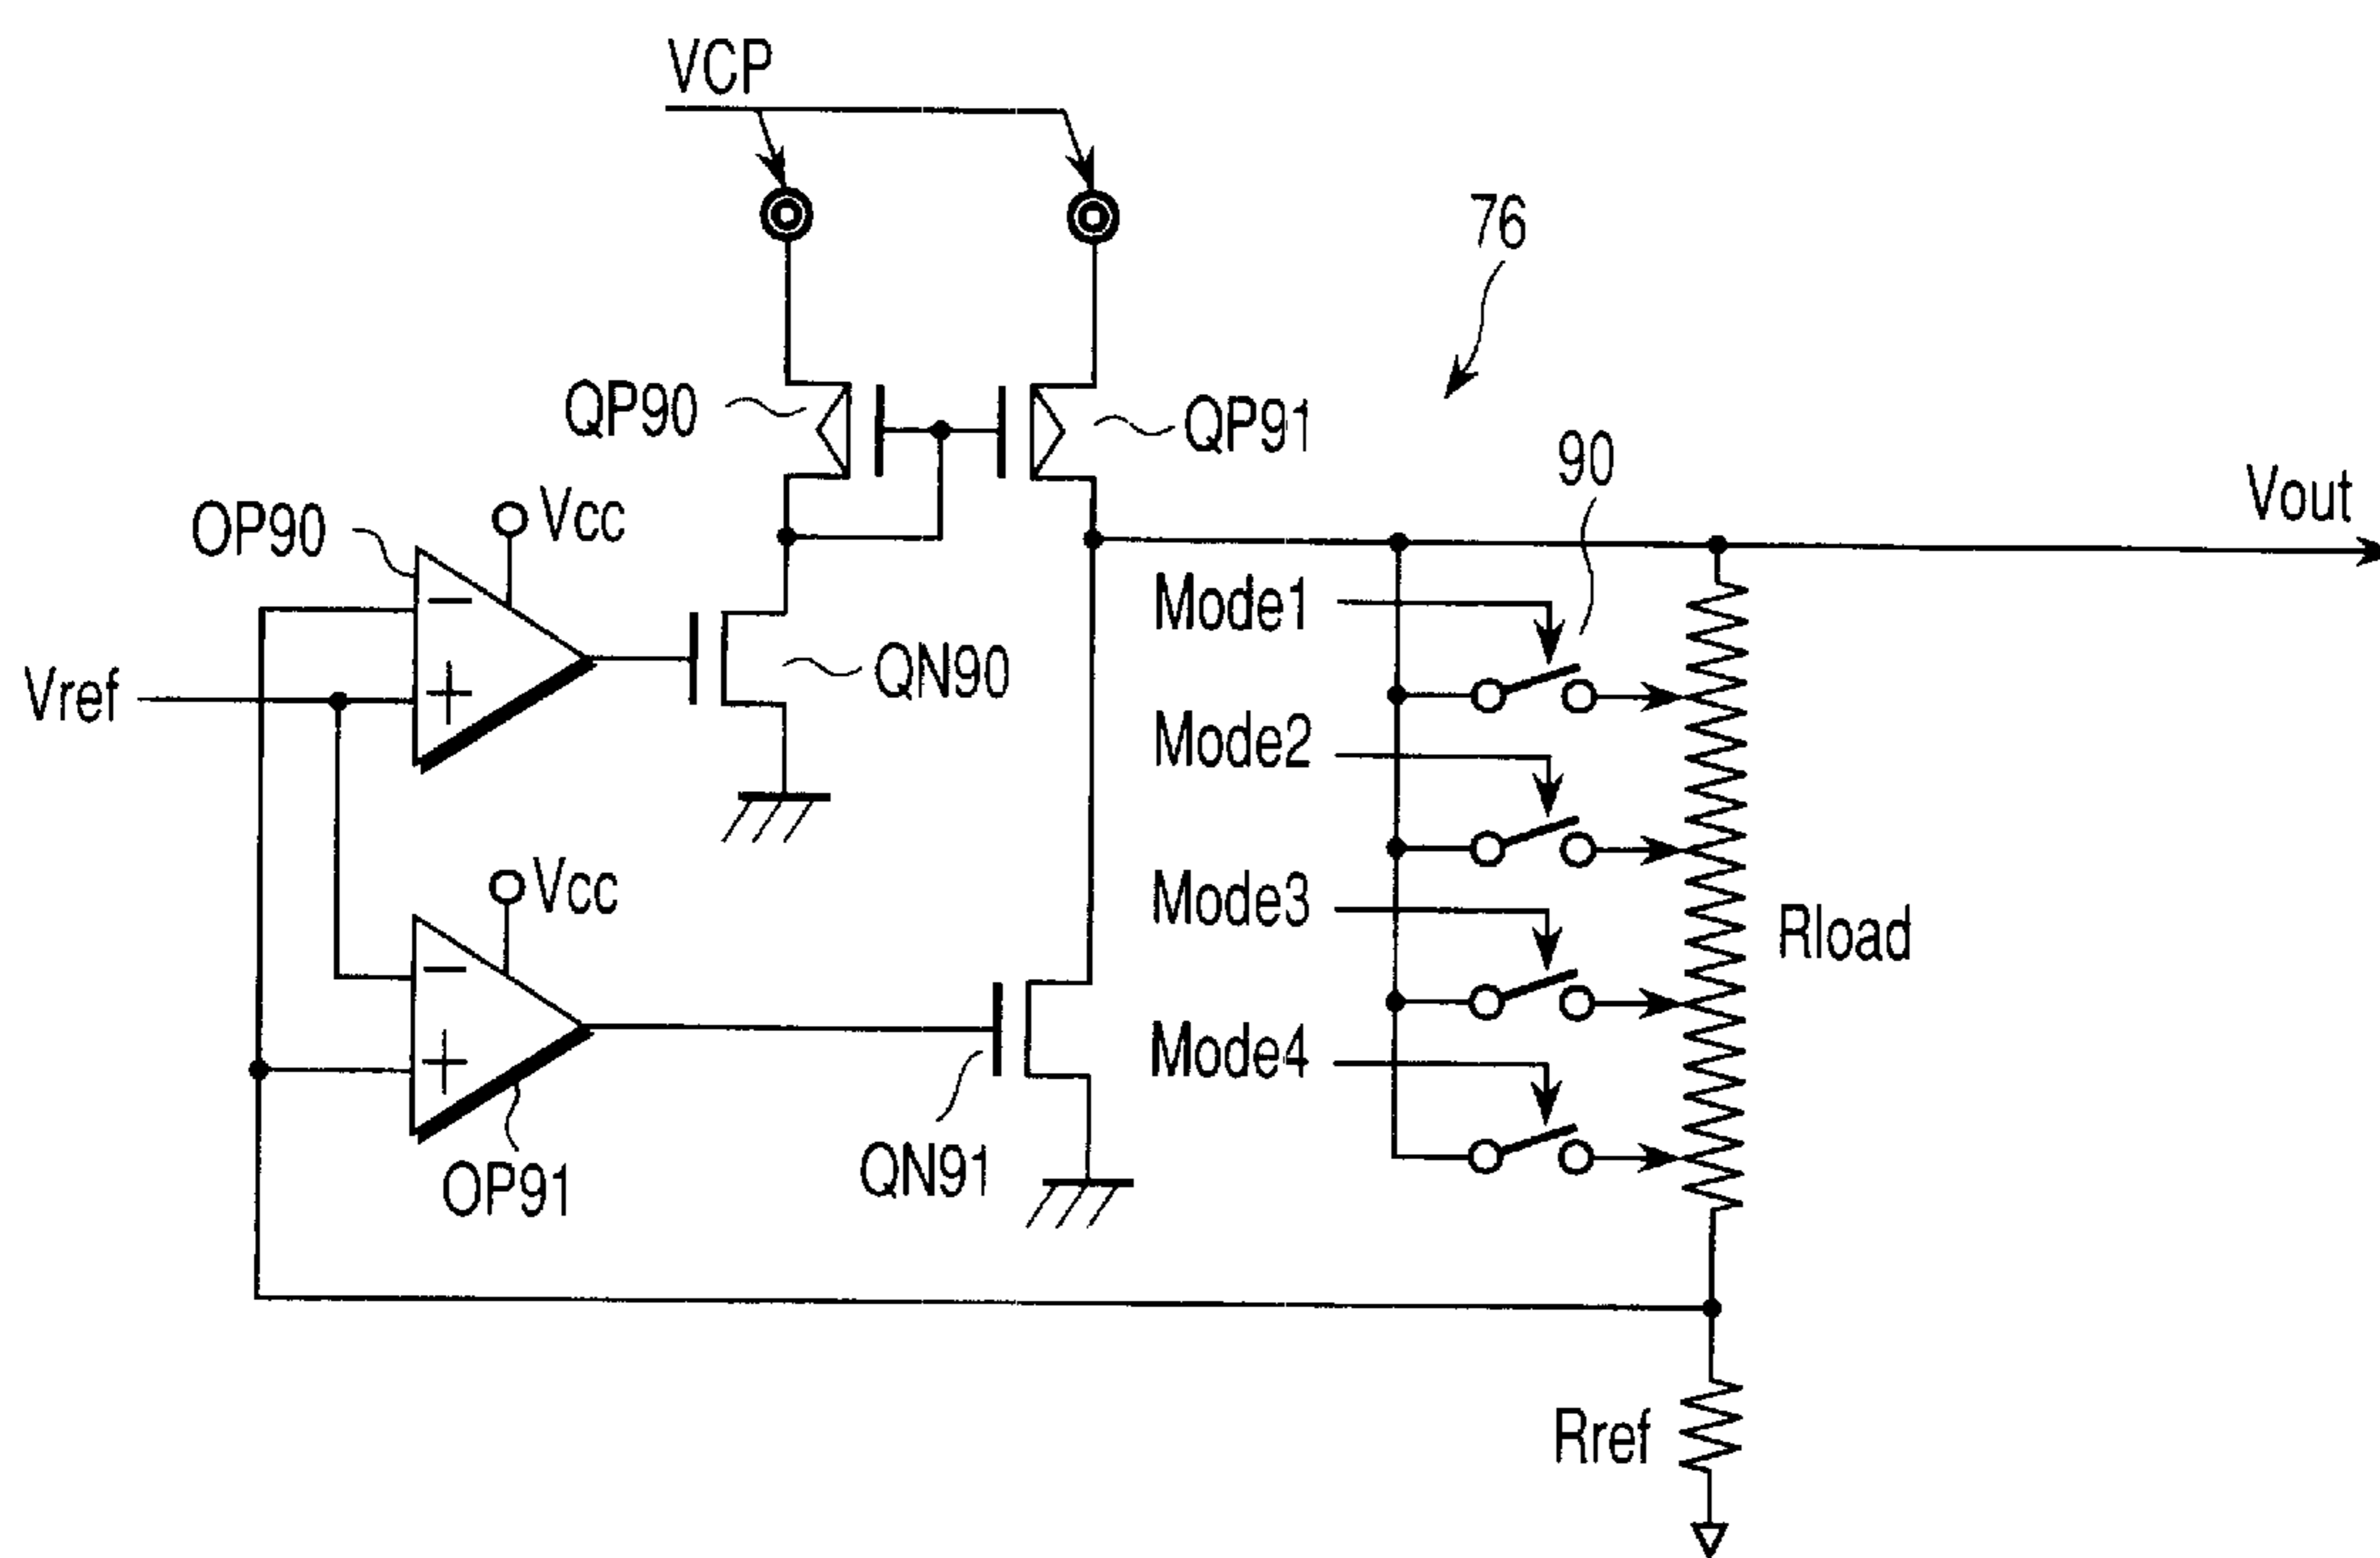 VCP
76
QP90
QP91
90
Vout
OP90
Vcc
Mode1
Vref
QN90
Mode2
Vcc
Mode3
Rload
Mode4
OP91
QN91
Rref